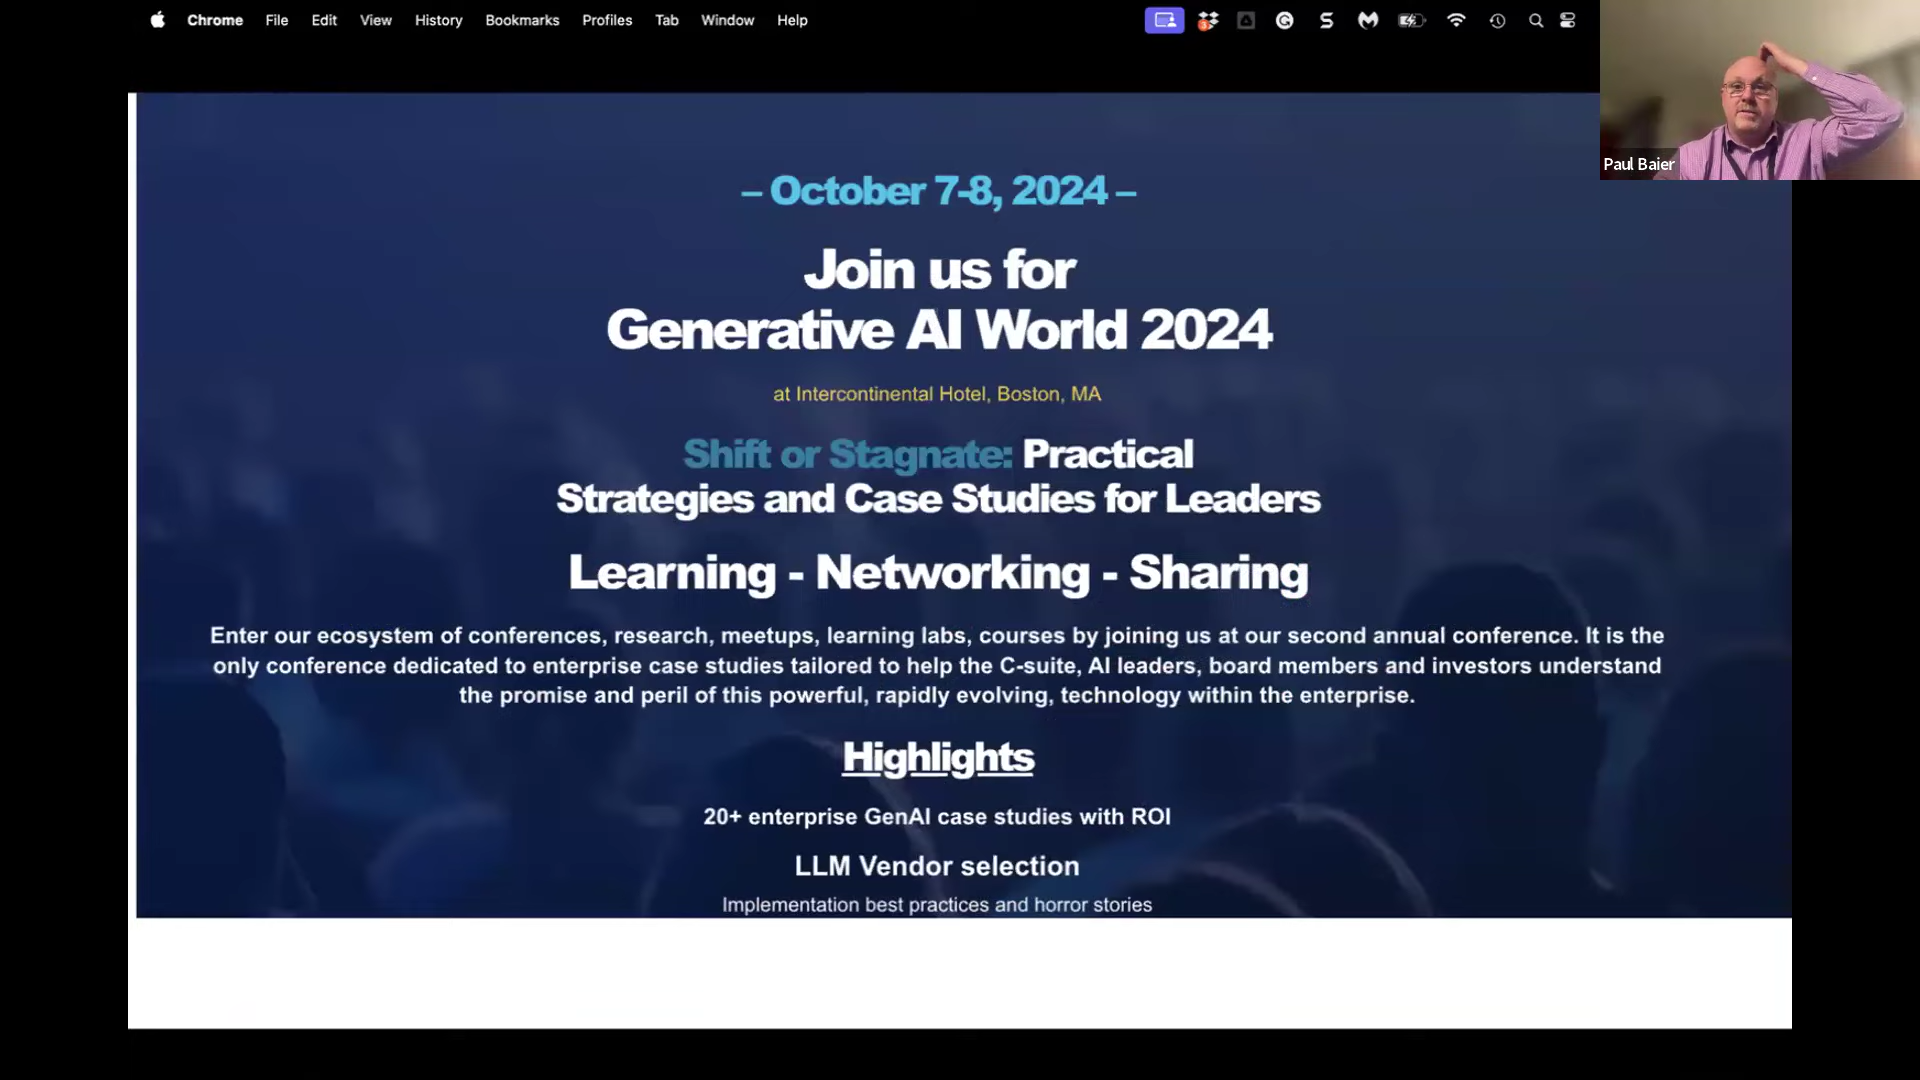 Chrome File Edit View History Bookmarks Profiles Tab Window Help
Paul Baier
– October 7-8, 2024 –
Join us for
Generative AI World 2024
at Intercontinental Hotel, Boston, MA
Shift or Stagnate: Practical
Strategies and Case Studies for Leaders
Learning - Networking - Sharing
Enter our ecosystem of conferences, research, meetups, learning labs, courses by joining us at our second annual conference. It is the
only conference dedicated to enterprise case studies tailored to help the C-suite, AI leaders, board members and investors understand
the promise and peril of this powerful, rapidly evolving, technology within the enterprise.
Highlights
20+ enterprise GenAI case studies with ROI
LLM Vendor selection
Implementation best practices and horror stories